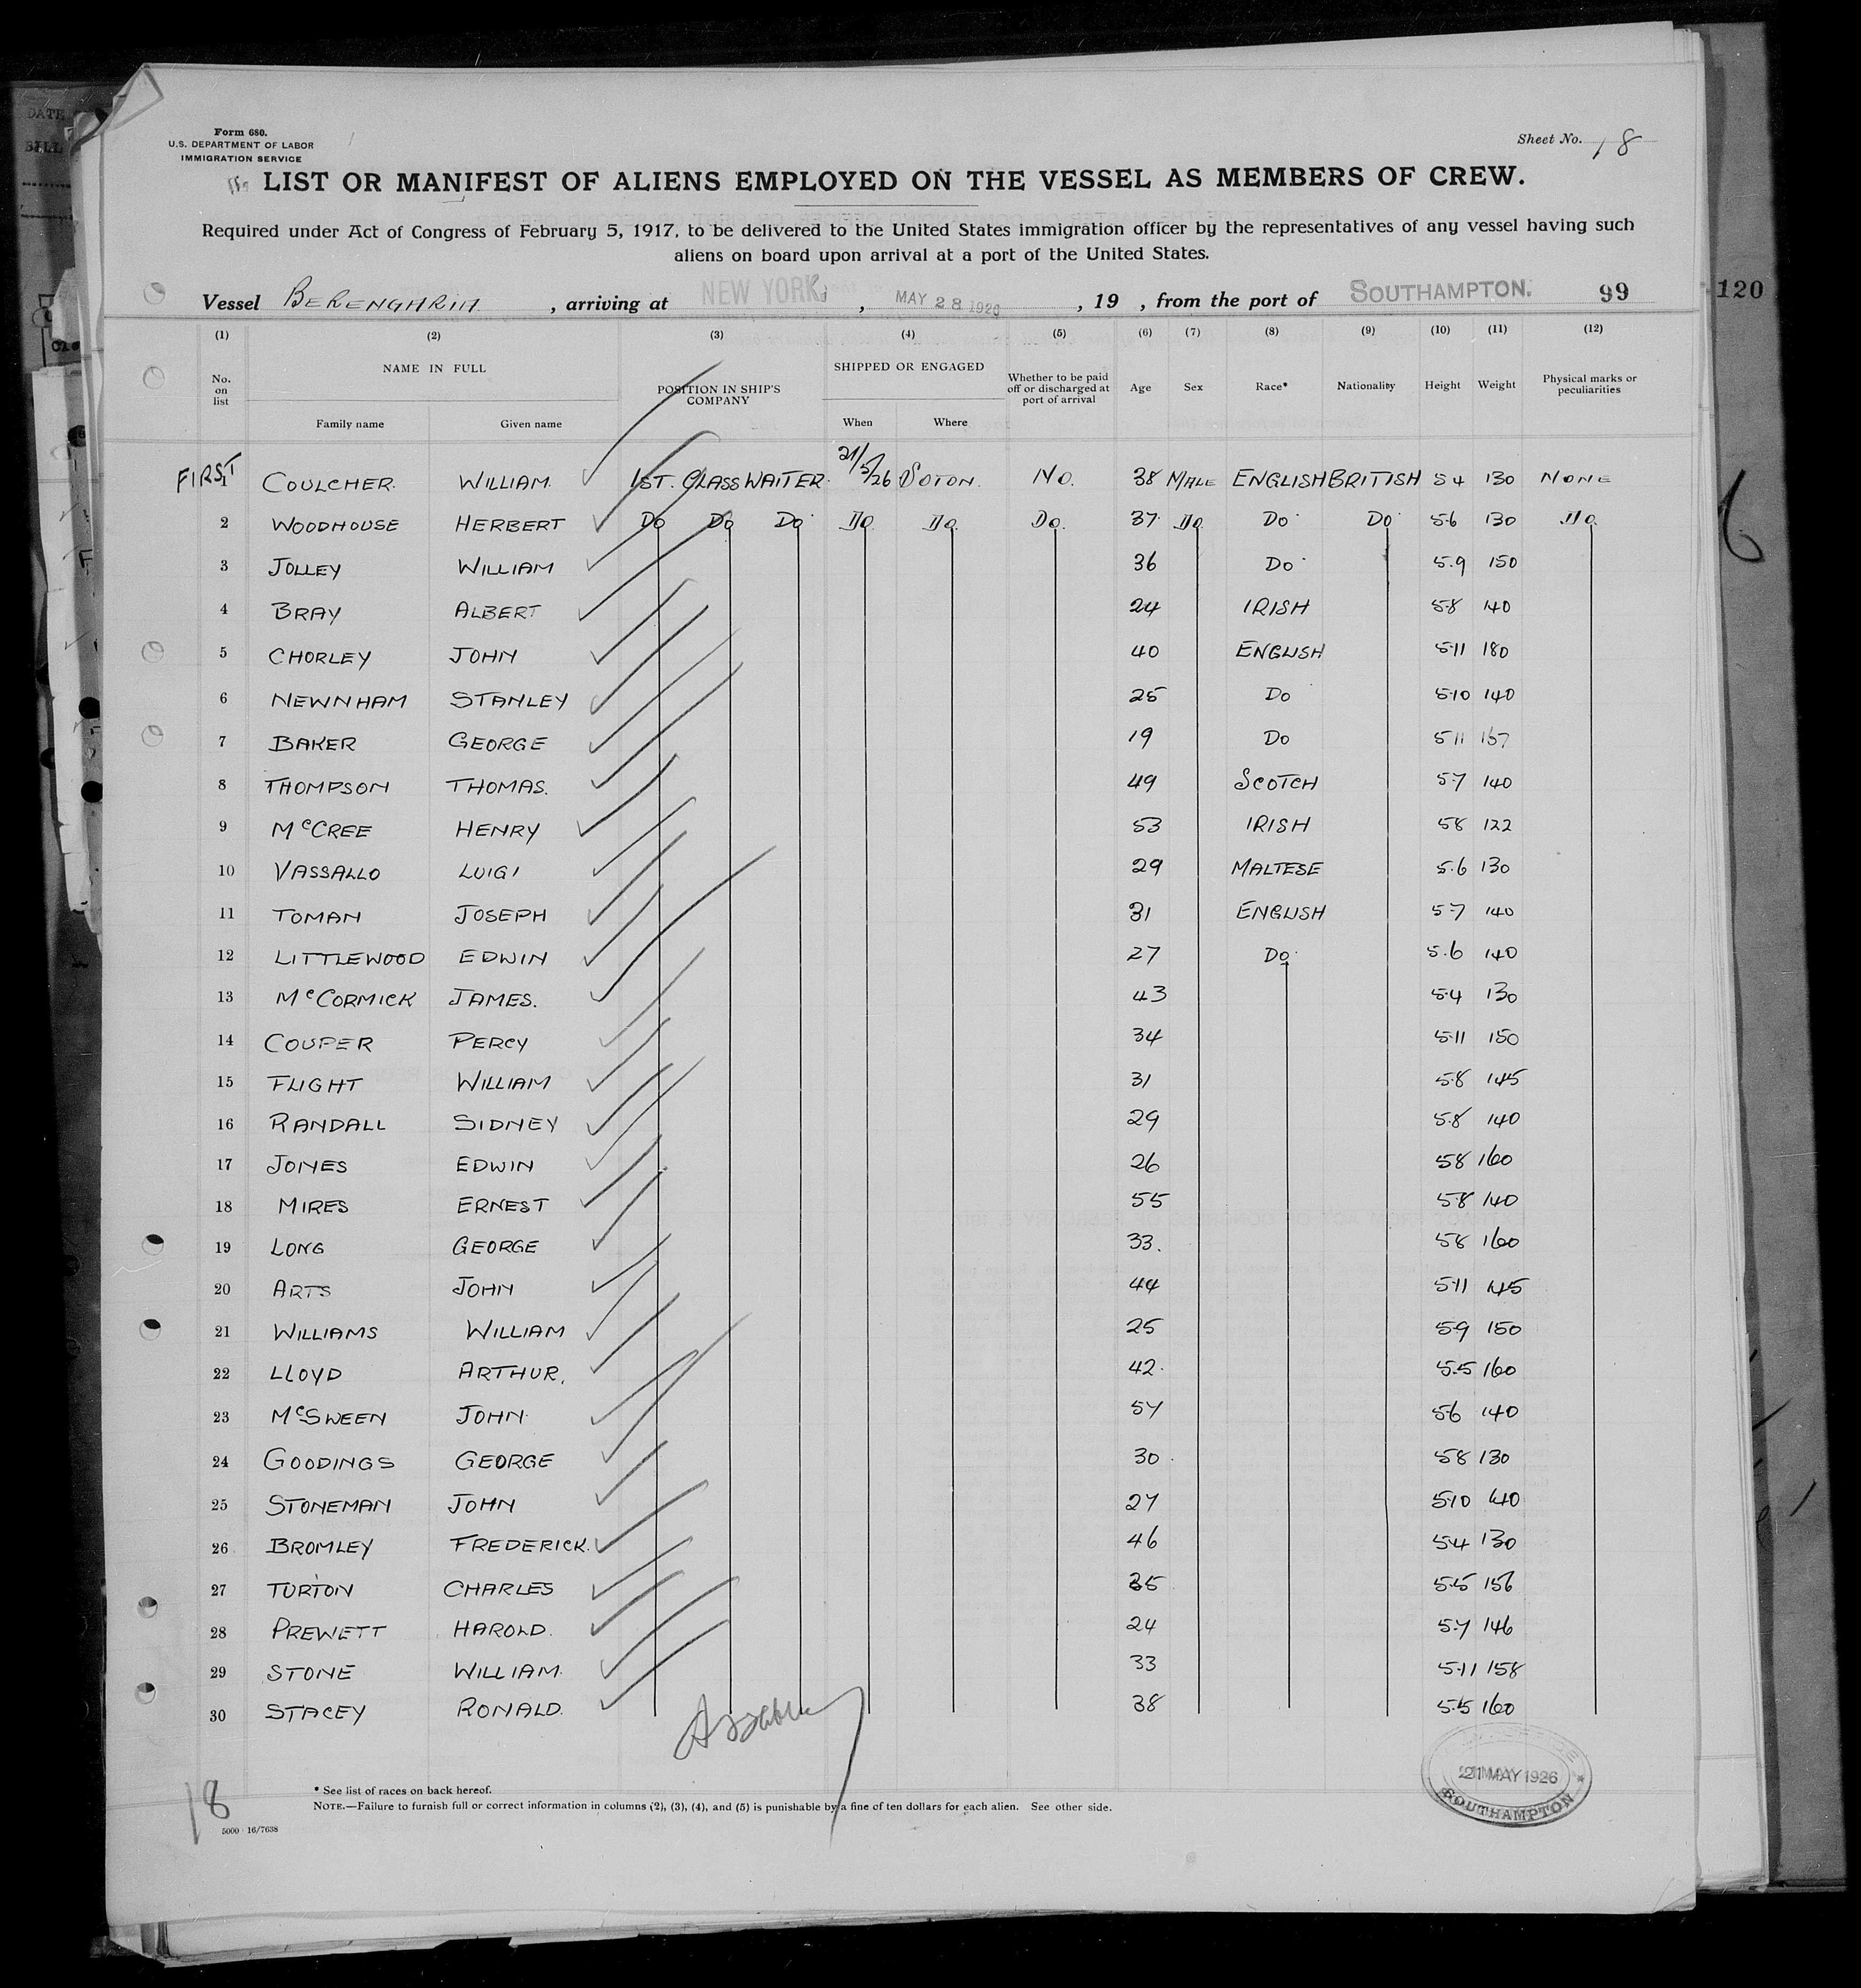 Form 680.
U.S. DEPARTMENT OF LABOR
IMMIGRATION SERVICE
Sheet No. 18
LIST OR MANIFEST OF ALIENS EMPLOYED ON THE VESSEL AS MEMBERS OF CREW.
Required under Act of Congress of February 5, 1917, to be delivered to the United States immigration officer by the representatives of any vessel having such
aliens on board upon arrival at a port of the United States.
Vessel BERENGARIA, arriving at NEW YORK, MAY 28 1926, 19 , from the port of SOUTHAMPTON. 99 120
(1) (2) (3) (4) (5) (6) (7) (8) (9) (10) (11) (12)
No. on list NAME IN FULL Family name Given name POSITION IN SHIP'S COMPANY SHIPPED OR ENGAGED When Where Whether to be paid off or discharged at port of arrival Age Sex Race* Nationality Height Weight Physical marks or peculiarities
FIRST
1 COULCHER. WILLIAM. 1ST. CLASS WAITER. 21/5/26 SOTON. NO. 38 MALE ENGLISH BRITISH 54 130 NONE
2 WOODHOUSE HERBERT DO DO DO DO DO. DO. 37 DO DO DO 5.6 130 DO.
3 JOLLEY WILLIAM 36 DO 5.9 150
4 BRAY ALBERT 24 IRISH 5.8 140
5 CHORLEY JOHN 40 ENGLISH 5.11 180
6 NEWNHAM STANLEY 25 DO 5.10 140
7 BAKER GEORGE 19 DO 5.11
8 THOMPSON THOMAS. 49 SCOTCH 5.7 140
9 McCREE HENRY 53 IRISH 58 122
10 VASSALLO LUIGI 29 MALTESE 5.6 130
11 TOMAN JOSEPH 31 ENGLISH 5.7 140
12 LITTLEWOOD EDWIN 27 DO. 5.6 140
13 McCORMICK JAMES. 43 5.4 130
14 COUPER PERCY 34 5.11 150
15 FLIGHT WILLIAM 31 5.8 145
16 RANDALL SIDNEY 29 5.8 140
17 JONES EDWIN 26 58 160
18 MIRES ERNEST 55 5.8 140
19 LONG GEORGE 33. 58 160
20 ARTS JOHN 44 5.11 145
21 WILLIAMS WILLIAM 25 5.9 150
22 LLOYD ARTHUR. 42. 5.5 160
23 McSWEEN JOHN. 57 5.6 140
24 GOODINGS GEORGE 30. 58 130
25 STONEMAN JOHN 27 5.10 140
26 BROMLEY FREDERICK. 46 5.4 130
27 TURTON CHARLES 35 5.5 156
28 PREWETT HAROLD. 24 5.7 146
29 STONE WILLIAM. 33 5.11 158
30 STACEY RONALD. 38 5.5 160
21 MAY 1926
SOUTHAMPTON
* See list of races on back hereof.
NOTE.—Failure to furnish full or correct information in columns (2), (3), (4), and (5) is punishable by a fine of ten dollars for each alien. See other side.
18
5000 16/7638